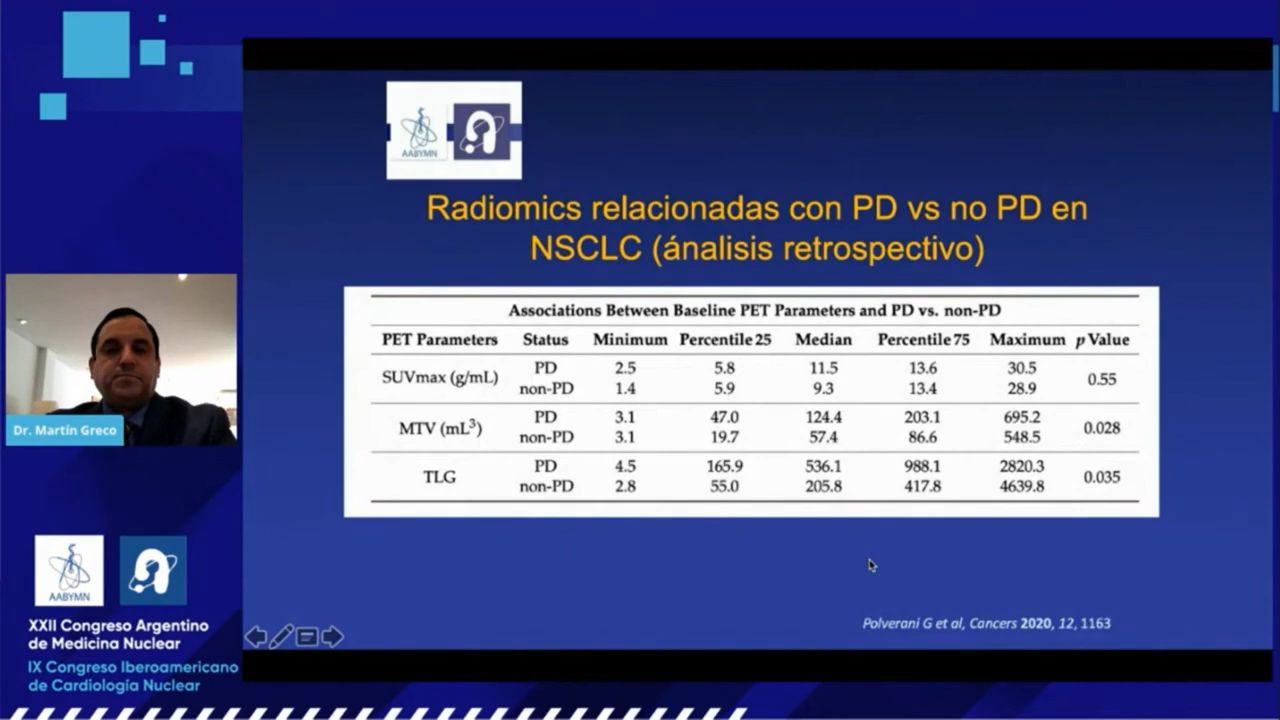 AABYMN
Radiomics relacionadas con PD vs no PD en
NSCLC (ánalisis retrospectivo)
Associations Between Baseline PET Parameters and PD vs. non-PD
PET Parameters Status Minimum Percentile 25 Median Percentile 75 Maximum p Value
SUVmax (g/mL) PD 2.5 5.8 11.5 13.6 30.5 0.55
non-PD 1.4 5.9 9.3 13.4 28.9
MTV (mL³) PD 3.1 47.0 124.4 203.1 695.2 0.028
non-PD 3.1 19.7 57.4 86.6 548.5
TLG PD 4.5 165.9 536.1 988.1 2820.3 0.035
non-PD 2.8 55.0 205.8 417.8 4639.8
Polverani G et al, Cancers 2020, 12, 1163
Dr. Martín Greco
AABYMN
XXII Congreso Argentino
de Medicina Nuclear
IX Congreso Iberoamericano
de Cardiología Nuclear